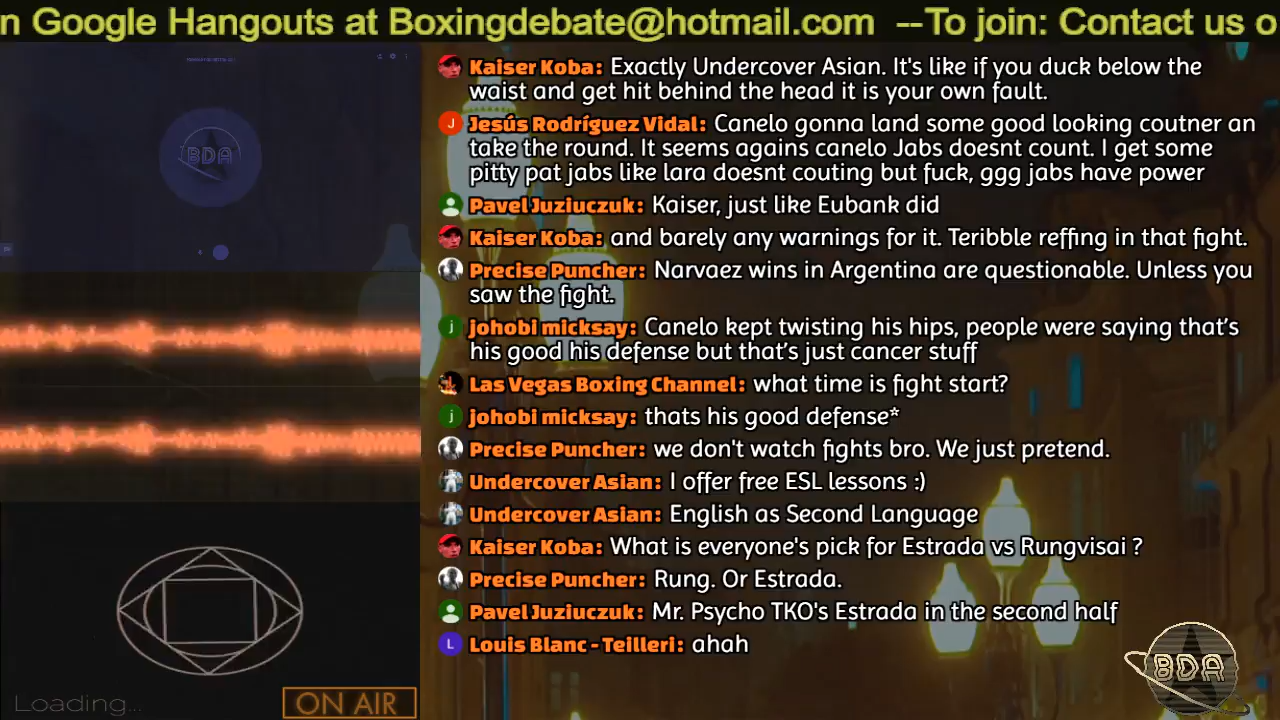 n Google Hangouts at Boxingdebate@hotmail.com --To join: Contact us o
Kaiser Koba: Exactly Undercover Asian. It's like if you duck below the
waist and get hit behind the head it is your own fault.
Jesús Rodríguez Vidal: Canelo gonna land some good looking coutner an
take the round. It seems agains canelo Jabs doesnt count. I get some
pitty pat jabs like lara doesnt couting but fuck, ggg jabs have power
Pavel Juziuczuk: Kaiser, just like Eubank did
Kaiser Koba: and barely any warnings for it. Teribble reffing in that fight.
Precise Puncher: Narvaez wins in Argentina are questionable. Unless you
saw the fight.
johobi micksay: Canelo kept twisting his hips, people were saying that’s
his good his defense but that’s just cancer stuff
Las Vegas Boxing Channel: what time is fight start?
johobi micksay: thats his good defense*
Precise Puncher: we don't watch fights bro. We just pretend.
Undercover Asian: I offer free ESL lessons :)
Undercover Asian: English as Second Language
Kaiser Koba: What is everyone's pick for Estrada vs Rungvisai ?
Precise Puncher: Rung. Or Estrada.
Pavel Juziuczuk: Mr. Psycho TKO's Estrada in the second half
L Louis Blanc - Teilleri: ahah
BDA
Loading...
ON AIR
BDA